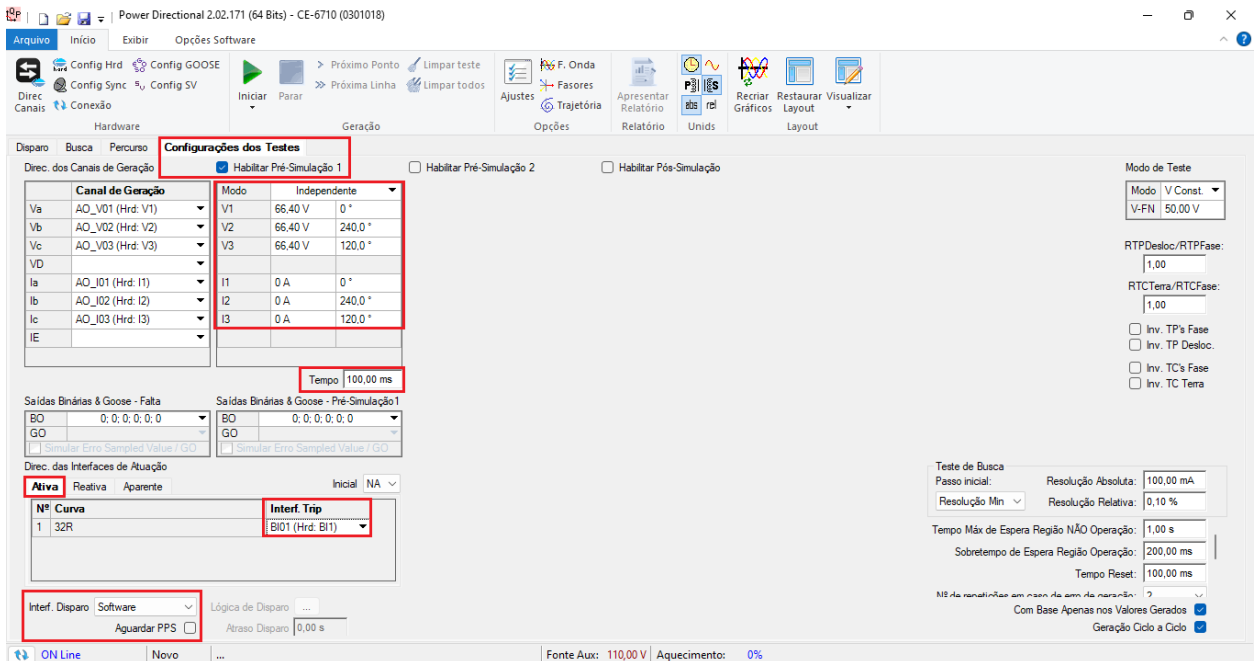 Power Directional 2.02.171 (64 Bits) - CE-6710 (0301018)
Arquivo Início Exibir Opções Software
Direc Canais
Config Hrd Config GOOSE
Config Sync Config SV
Conexão
Hardware
Iniciar Parar
Próximo Ponto Limpar teste
Próxima Linha Limpar todos
Geração
Ajustes
F. Onda
Fasores
Trajetória
Opções
Apresentar Relatório
Relatório
abs rel
Unids
Recriar Gráficos Restaurar Layout Visualizar
Layout
Disparo Busca Percurso Configurações dos Testes
Direc. dos Canais de Geração Habilitar Pré-Simulação 1 Habilitar Pré-Simulação 2 Habilitar Pós-Simulação
Canal de Geração
Va AO_V01 (Hrd: V1)
Vb AO_V02 (Hrd: V2)
Vc AO_V03 (Hrd: V3)
VD
Ia AO_I01 (Hrd: I1)
Ib AO_I02 (Hrd: I2)
Ic AO_I03 (Hrd: I3)
IE
Modo Independente
V1 66,40 V 0 °
V2 66,40 V 240,0 °
V3 66,40 V 120,0 °
I1 0 A 0 °
I2 0 A 240,0 °
I3 0 A 120,0 °
Tempo 100,00 ms
Saídas Binárias & Goose - Falta
BO 0; 0; 0; 0; 0; 0
GO
Simular Erro Sampled Value / GO
Saídas Binárias & Goose - Pré-Simulação1
BO 0; 0; 0; 0; 0; 0
GO
Simular Erro Sampled Value / GO
Direc. das Interfaces de Atuação
Ativa Reativa Aparente
Inicial NA
Nº Curva Interf. Trip
1 32R BI01 (Hrd: BI1)
Interf. Disparo Software
Aguardar PPS
Lógica de Disparo ...
Atraso Disparo 0,00 s
Modo de Teste
Modo V Const.
V-FN 50,00 V
RTPDesloc/RTPFase:
1,00
RTCTerra/RTCFase:
1,00
Inv. TP's Fase
Inv. TP Desloc.
Inv. TC's Fase
Inv. TC Terra
Teste de Busca
Passo inicial:
Resolução Min
Resolução Absoluta: 100,00 mA
Resolução Relativa: 0,10 %
Tempo Máx de Espera Região NÃO Operação: 1,00 s
Sobretempo de Espera Região Operação: 200,00 ms
Tempo Reset: 100,00 ms
Nº de repetições em caso de erro de geração: 2
Com Base Apenas nos Valores Gerados
Geração Ciclo a Ciclo
ON Line Novo ... Fonte Aux: 110,00 V Aquecimento: 0%